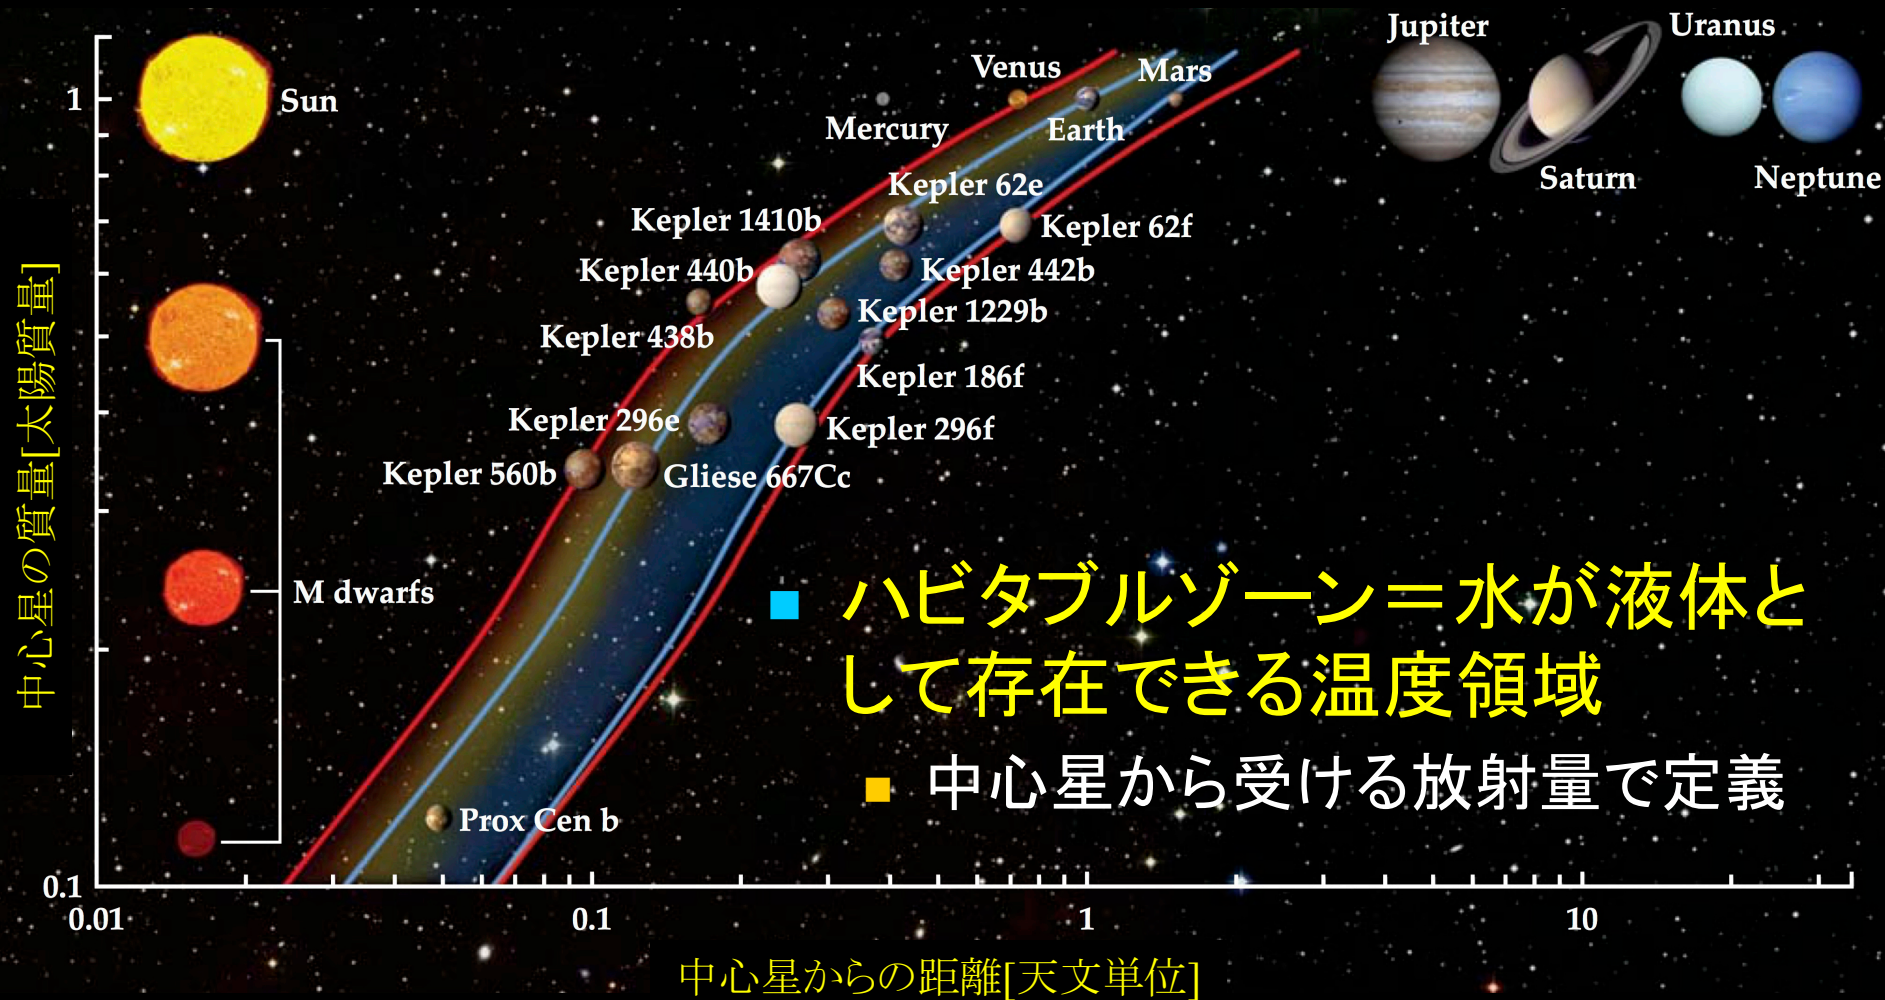 Jupiter
Uranus
Venus
Mars
1
Sun
Mercury
Earth
Saturn
Neptune
Kepler 62e
Kepler 1410b
Kepler 62f
Kepler 440b
Kepler 442b
Kepler 1229b
Kepler 438b
Kepler 186f
Kepler 296e
Kepler 296f
Kepler 560b
Gliese 667Cc
中心星の質量[太陽質量]
M dwarfs
ハビタブルゾーン＝水が液体と
して存在できる温度領域
中心星から受ける放射量で定義
Prox Cen b
0.1
0.01
0.1
1
10
中心星からの距離[天文単位]